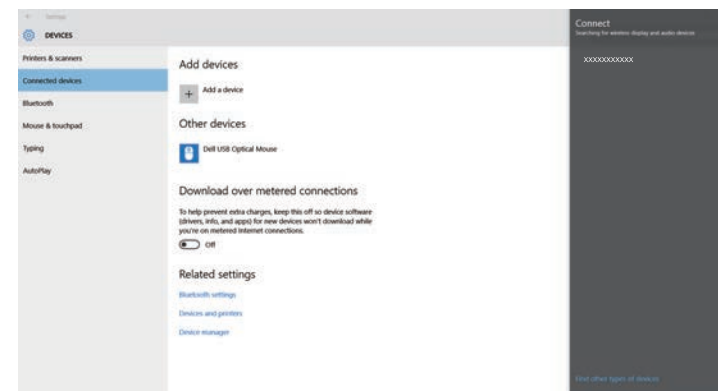 Settings
DEVICES
Printers & scanners
Connected devices
Bluetooth
Mouse & touchpad
Typing
AutoPlay
Add devices
Add a device
Other devices
Dell USB Optical Mouse
Download over metered connections
To help prevent extra charges, keep this off so device software
(drivers, info, and apps) for new devices won't download while
you're on metered Internet connections.
Off
Related settings
Bluetooth settings
Devices and printers
Device manager
Connect
Searching for wireless display and audio devices
xxxxxxxxxxx
Find other types of devices